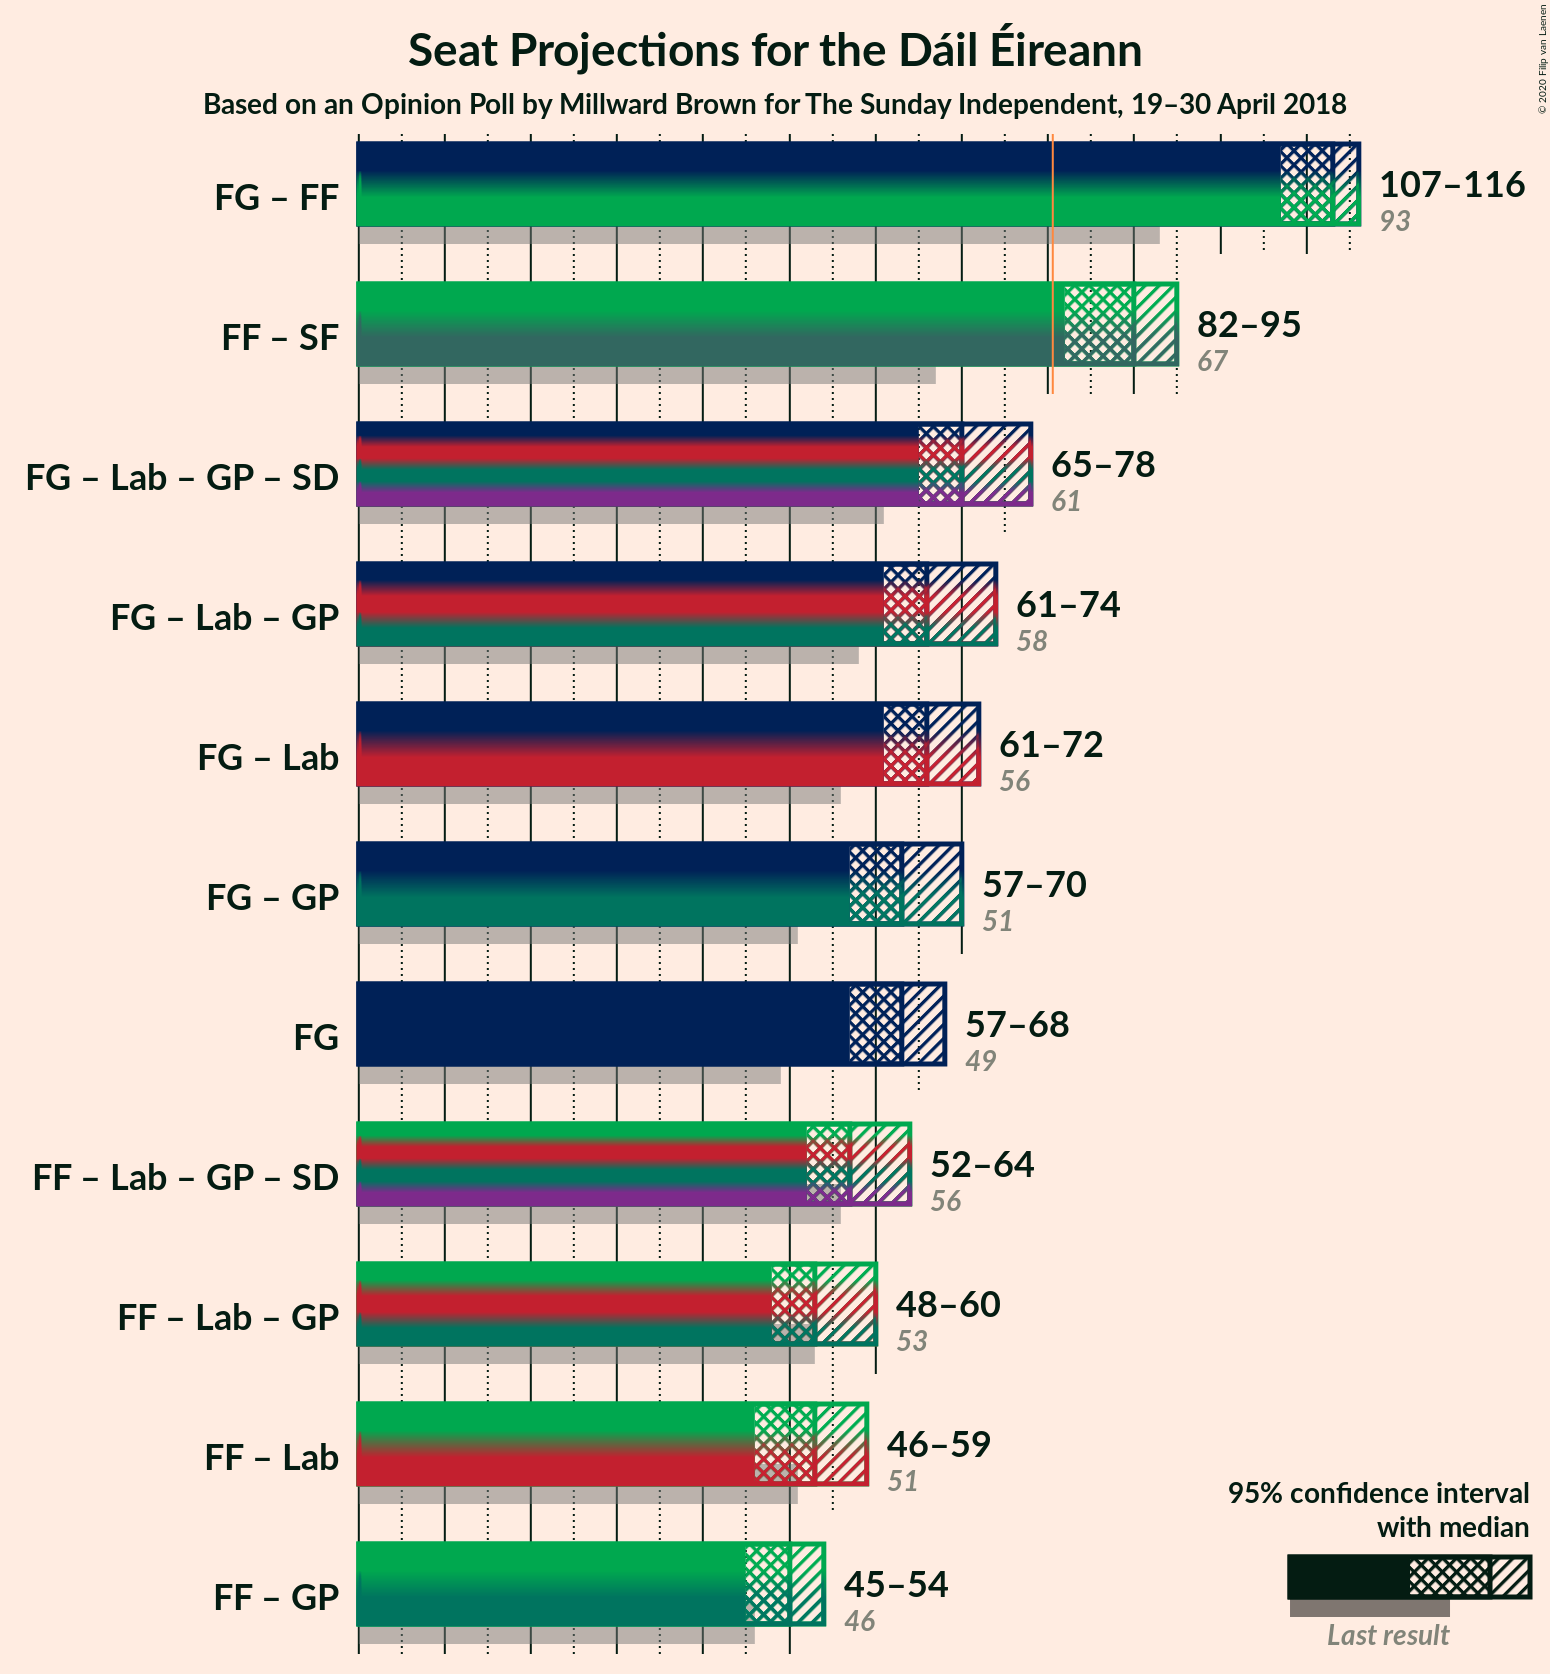 Seat Projections for the Dáil Éireann
Based on an Opinion Poll by Millward Brown for The Sunday Independent, 19–30 April 2018
© 2020 Filip van Laenen
FG – FF
107–116
93
FF – SF
82–95
67
FG – Lab – GP – SD
65–78
61
FG – Lab – GP
61–74
58
FG – Lab
61–72
56
FG – GP
57–70
51
FG
57–68
49
FF – Lab – GP – SD
52–64
56
FF – Lab – GP
48–60
53
FF – Lab
46–59
51
FF – GP
45–54
46
95% confidence interval
with median
Last result